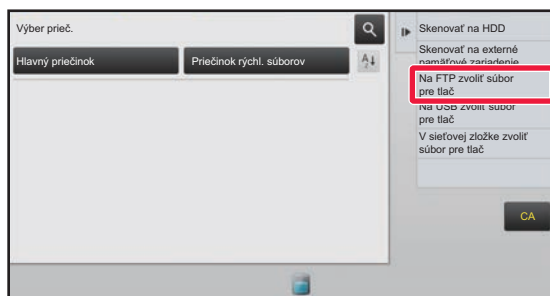 Výber prieč.
Hlavný priečinok
Priečinok rýchl. súborov
Skenovať na HDD
Skenovať na externé
pamäťové zariadenie
Na FTP zvoliť súbor
pre tlač
Na USB zvoliť súbor
pre tlač
V sieťovej zložke zvoliť
súbor pre tlač
CA